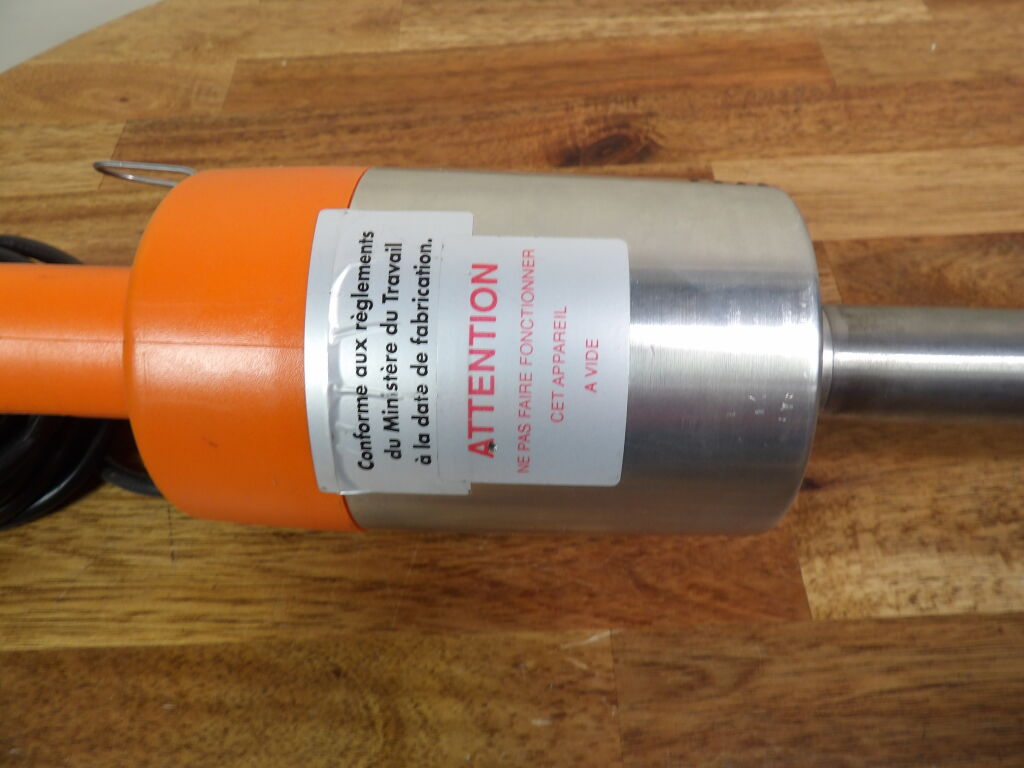 Conforme aux règlements
du Ministère du Travail
à la date de fabrication.
ATTENTION
NE PAS FAIRE FONCTIONNER
CET APPAREIL
A VIDE